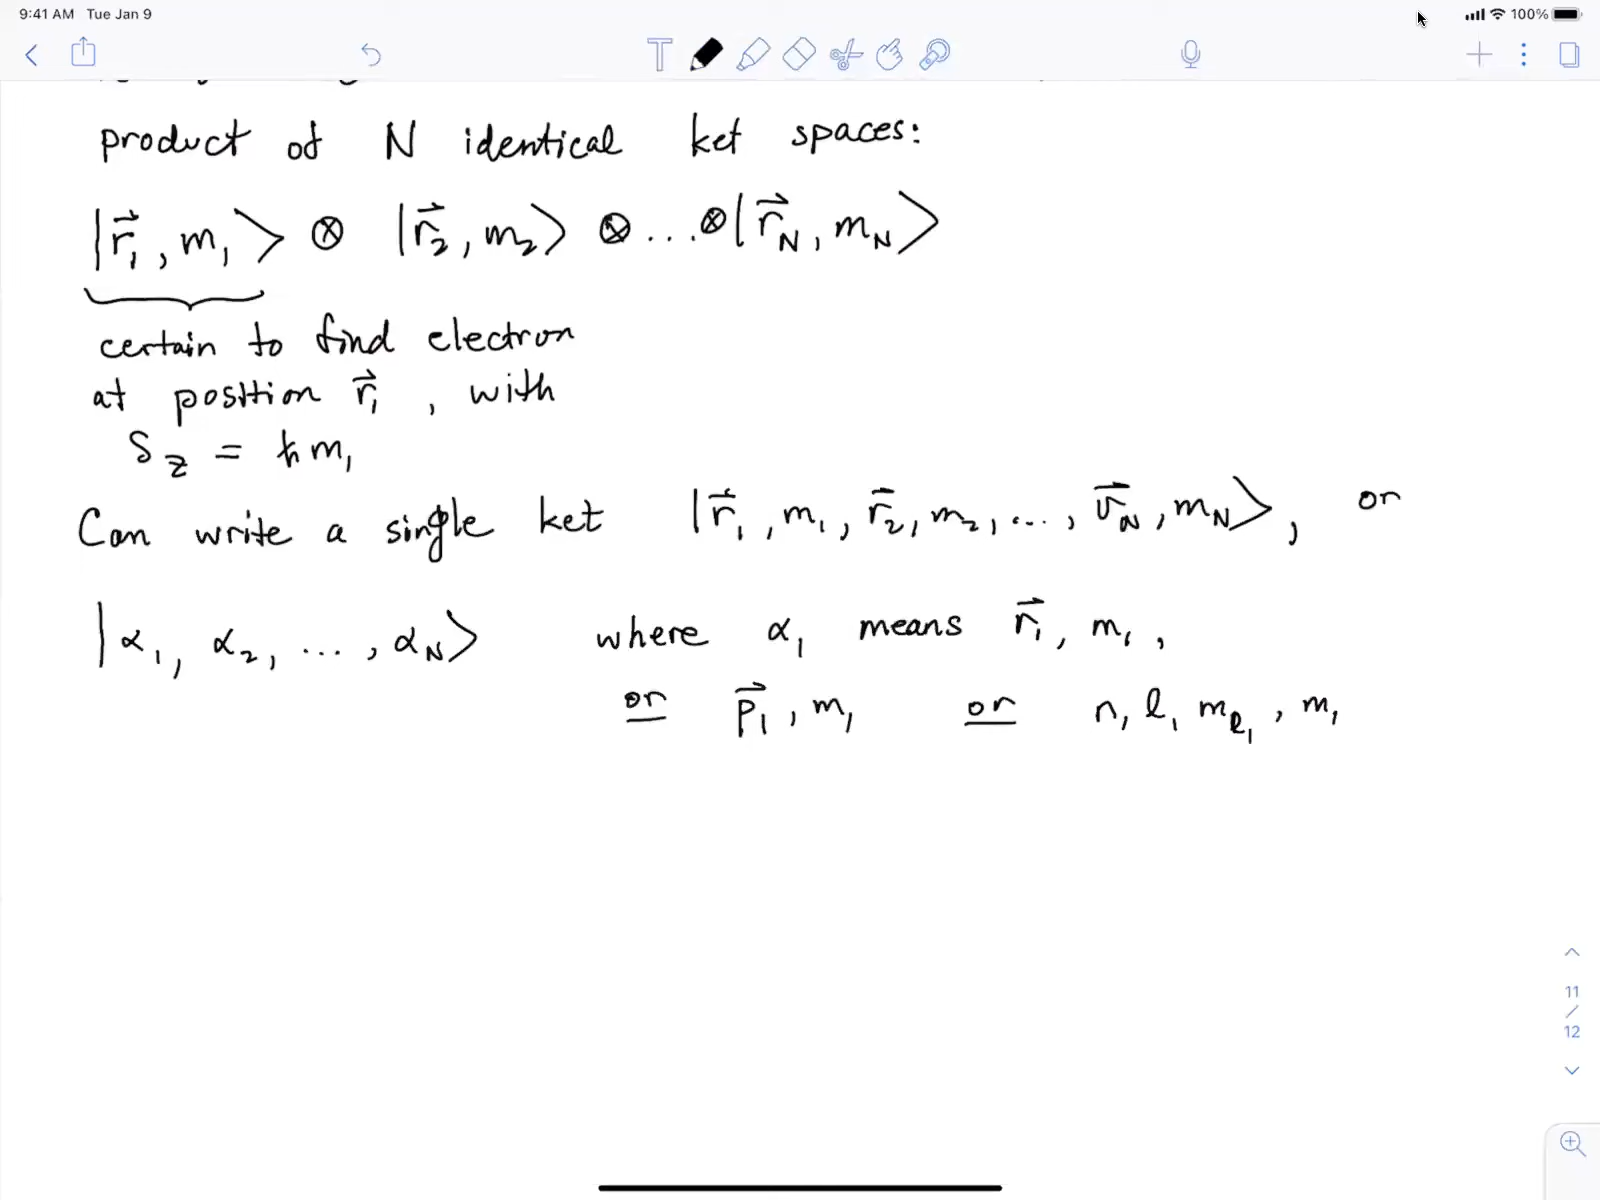 9:41 AM Tue Jan 9 100%
product of N identical ket spaces:
|r⃗₁, m₁⟩ ⊗ |r⃗₂, m₂⟩ ⊗ ... ⊗ |r⃗_N, m_N⟩
certain to find electron
at position r⃗₁, with
S_z = ℏm₁
Can write a single ket |r⃗₁, m₁, r⃗₂, m₂, ..., r⃗_N, m_N⟩, or
|α₁, α₂, ..., α_N⟩ where α₁ means r⃗₁, m₁,
or p⃗₁, m₁ or n₁ l₁ m_ℓ₁, m₁
11
/
12